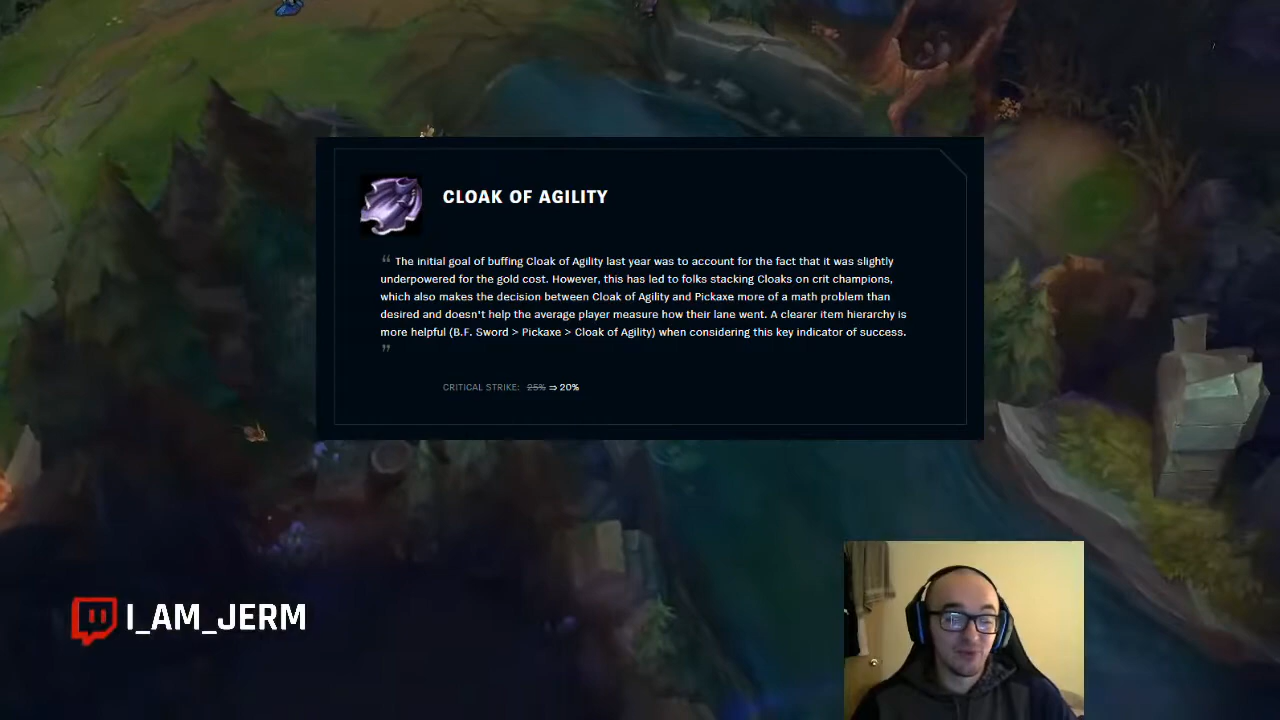 CLOAK OF AGILITY
“ The initial goal of buffing Cloak of Agility last year was to account for the fact that it was slightly
underpowered for the gold cost. However, this has led to folks stacking Cloaks on crit champions,
which also makes the decision between Cloak of Agility and Pickaxe more of a math problem than
desired and doesn't help the average player measure how their lane went. A clearer item hierarchy is
more helpful (B.F. Sword > Pickaxe > Cloak of Agility) when considering this key indicator of success.
”
CRITICAL STRIKE: 25% ⇒ 20%
I_AM_JERM